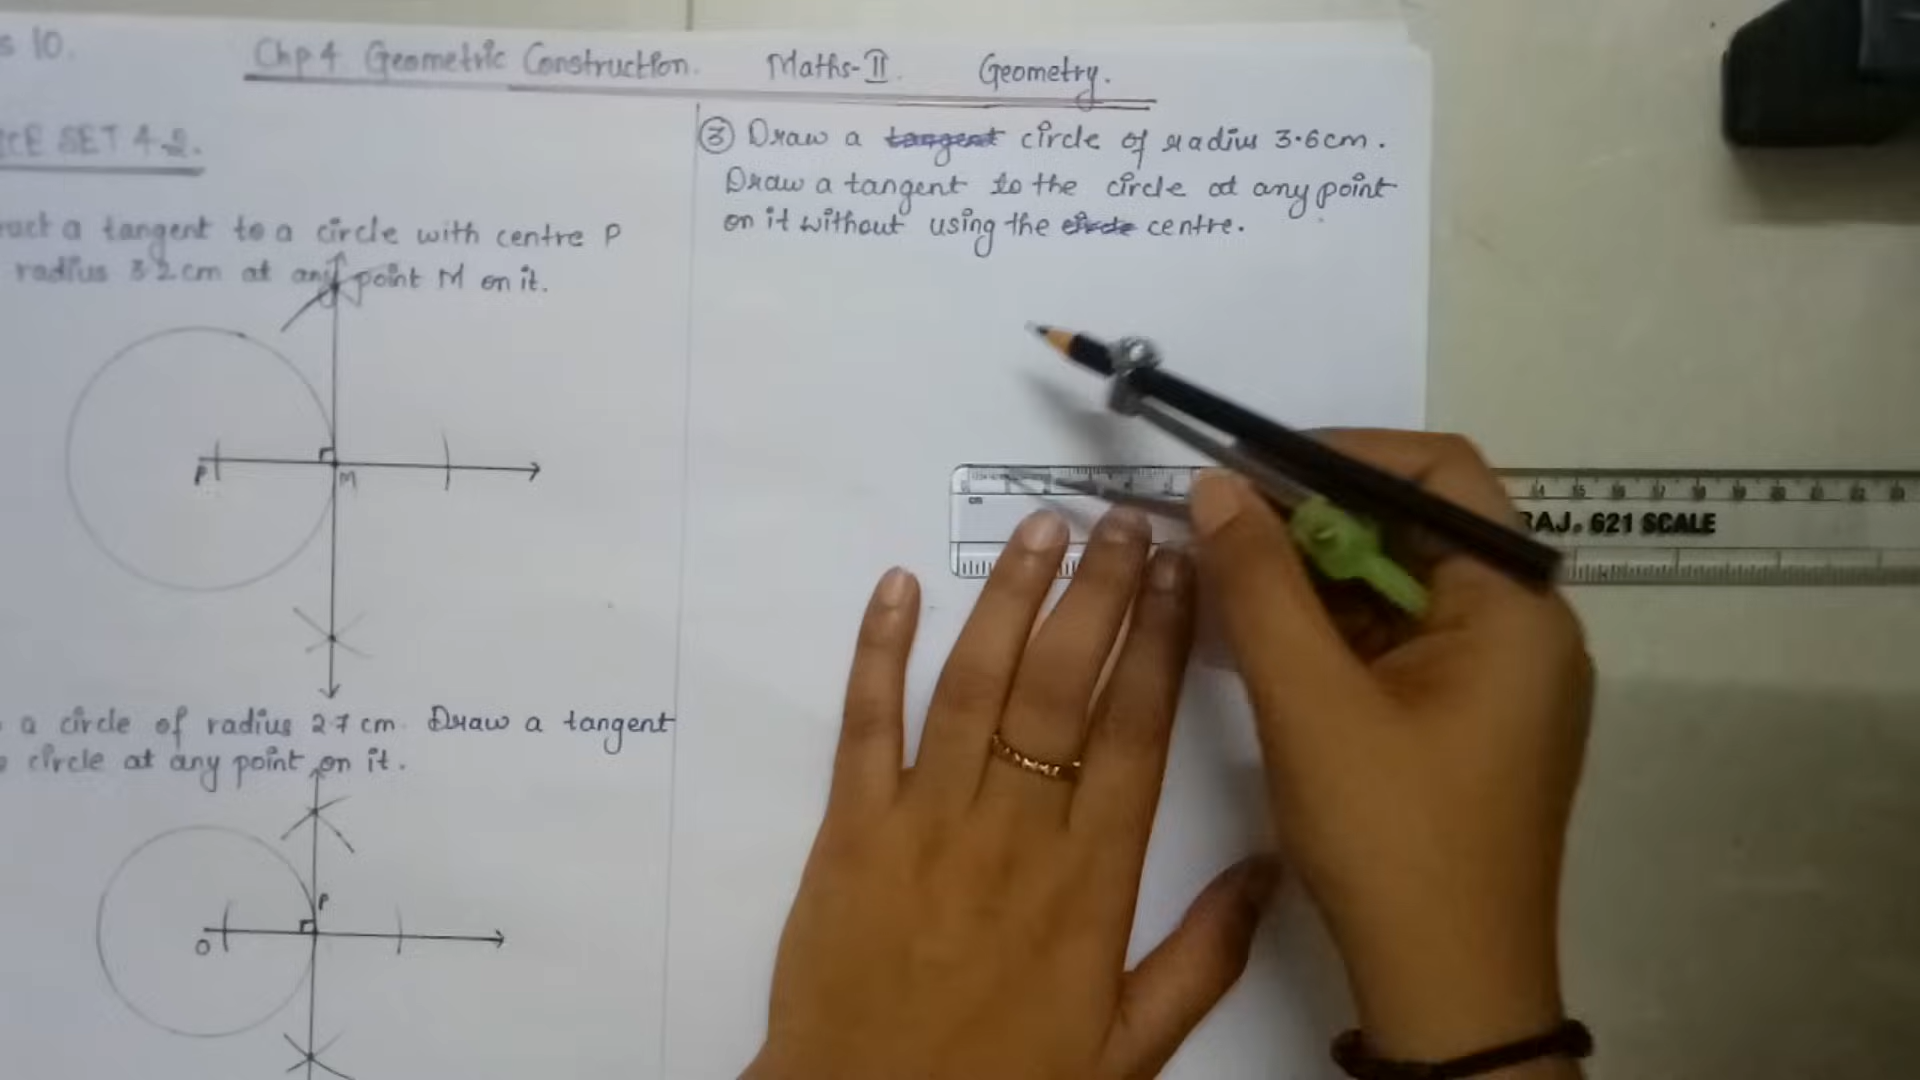 s 10.
Chp 4 Geometric Construction. Maths-II. Geometry.
CE SET 4.2.
ruct a tangent to a circle with centre P
radius 3.2 cm at any point M on it.
P
M
a circle of radius 2.7 cm. Draw a tangent
circle at any point on it.
P
O
③ Draw a tangent circle of radius 3.6cm.
Draw a tangent to the circle at any point
on it without using the circle centre.
cm
RAJ. 621 SCALE